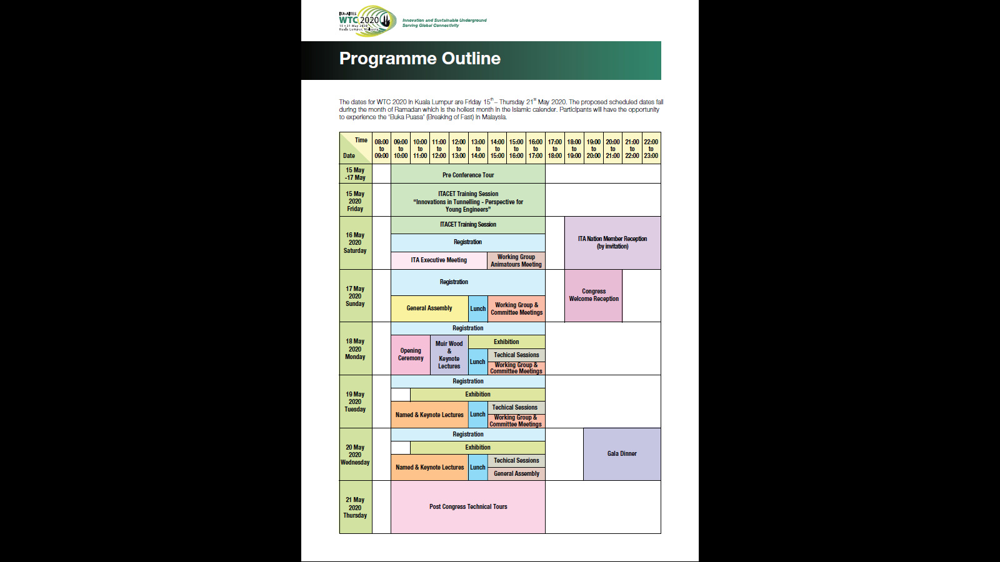 ITA-AITES
WTC 2020
15 - 21 May 2020
Kuala Lumpur, Malaysia
Innovation and Sustainable Underground
Serving Global Connectivity
Programme Outline
The dates for WTC 2020 in Kuala Lumpur are Friday 15th – Thursday 21st May 2020. The proposed scheduled dates fall
during the month of Ramadan which is the holiest month in the Islamic calender. Participants will have the opportunity
to experience the ‘Buka Puasa’ (Breaking of Fast) in Malaysia.
Time
Date
08:00 to 09:00
09:00 to 10:00
10:00 to 11:00
11:00 to 12:00
12:00 to 13:00
13:00 to 14:00
14:00 to 15:00
15:00 to 16:00
16:00 to 17:00
17:00 to 18:00
18:00 to 19:00
19:00 to 20:00
20:00 to 21:00
21:00 to 22:00
22:00 to 23:00
15 May
-17 May
Pre Conference Tour
15 May
2020
Friday
ITACET Training Session
“Innovations in Tunnelling - Perspective for
Young Engineers”
16 May
2020
Saturday
ITACET Training Session
Registration
ITA Executive Meeting
Working Group
Animatours Meeting
ITA Nation Member Reception
(by invitation)
17 May
2020
Sunday
Registration
General Assembly
Lunch
Working Group &
Committee Meetings
Congress
Welcome Reception
18 May
2020
Monday
Registration
Opening
Ceremony
Muir Wood
&
Keynote
Lectures
Exhibition
Lunch
Techical Sessions
Working Group &
Committee Meetings
19 May
2020
Tuesday
Registration
Exhibition
Named & Keynote Lectures
Lunch
Techical Sessions
Working Group &
Committee Meetings
20 May
2020
Wednesday
Registration
Exhibition
Named & Keynote Lectures
Lunch
Techical Sessions
General Assembly
Gala Dinner
21 May
2020
Thursday
Post Congress Technical Tours